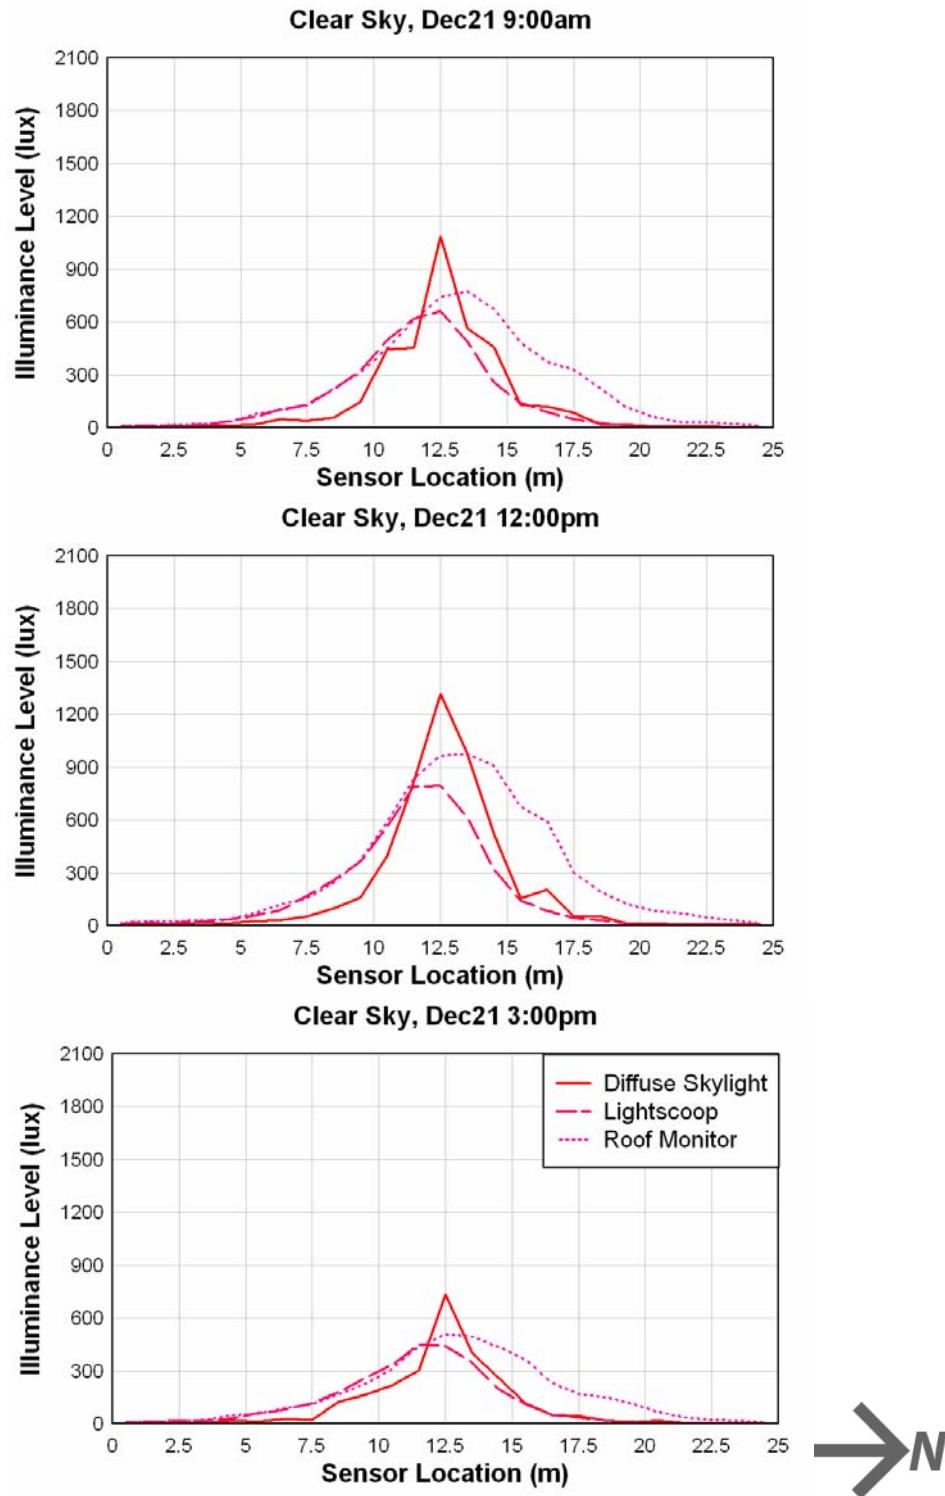 Clear Sky, Dec21 9:00am
2100
1800
1500
1200
900
600
300
0
Illuminance Level (lux)
0 2.5 5 7.5 10 12.5 15 17.5 20 22.5 25
Sensor Location (m)
Clear Sky, Dec21 12:00pm
2100
1800
1500
1200
900
600
300
0
Illuminance Level (lux)
0 2.5 5 7.5 10 12.5 15 17.5 20 22.5 25
Sensor Location (m)
Clear Sky, Dec21 3:00pm
2100
1800
1500
1200
900
600
300
0
Illuminance Level (lux)
Diffuse Skylight
Lightscoop
Roof Monitor
0 2.5 5 7.5 10 12.5 15 17.5 20 22.5 25
Sensor Location (m)
N